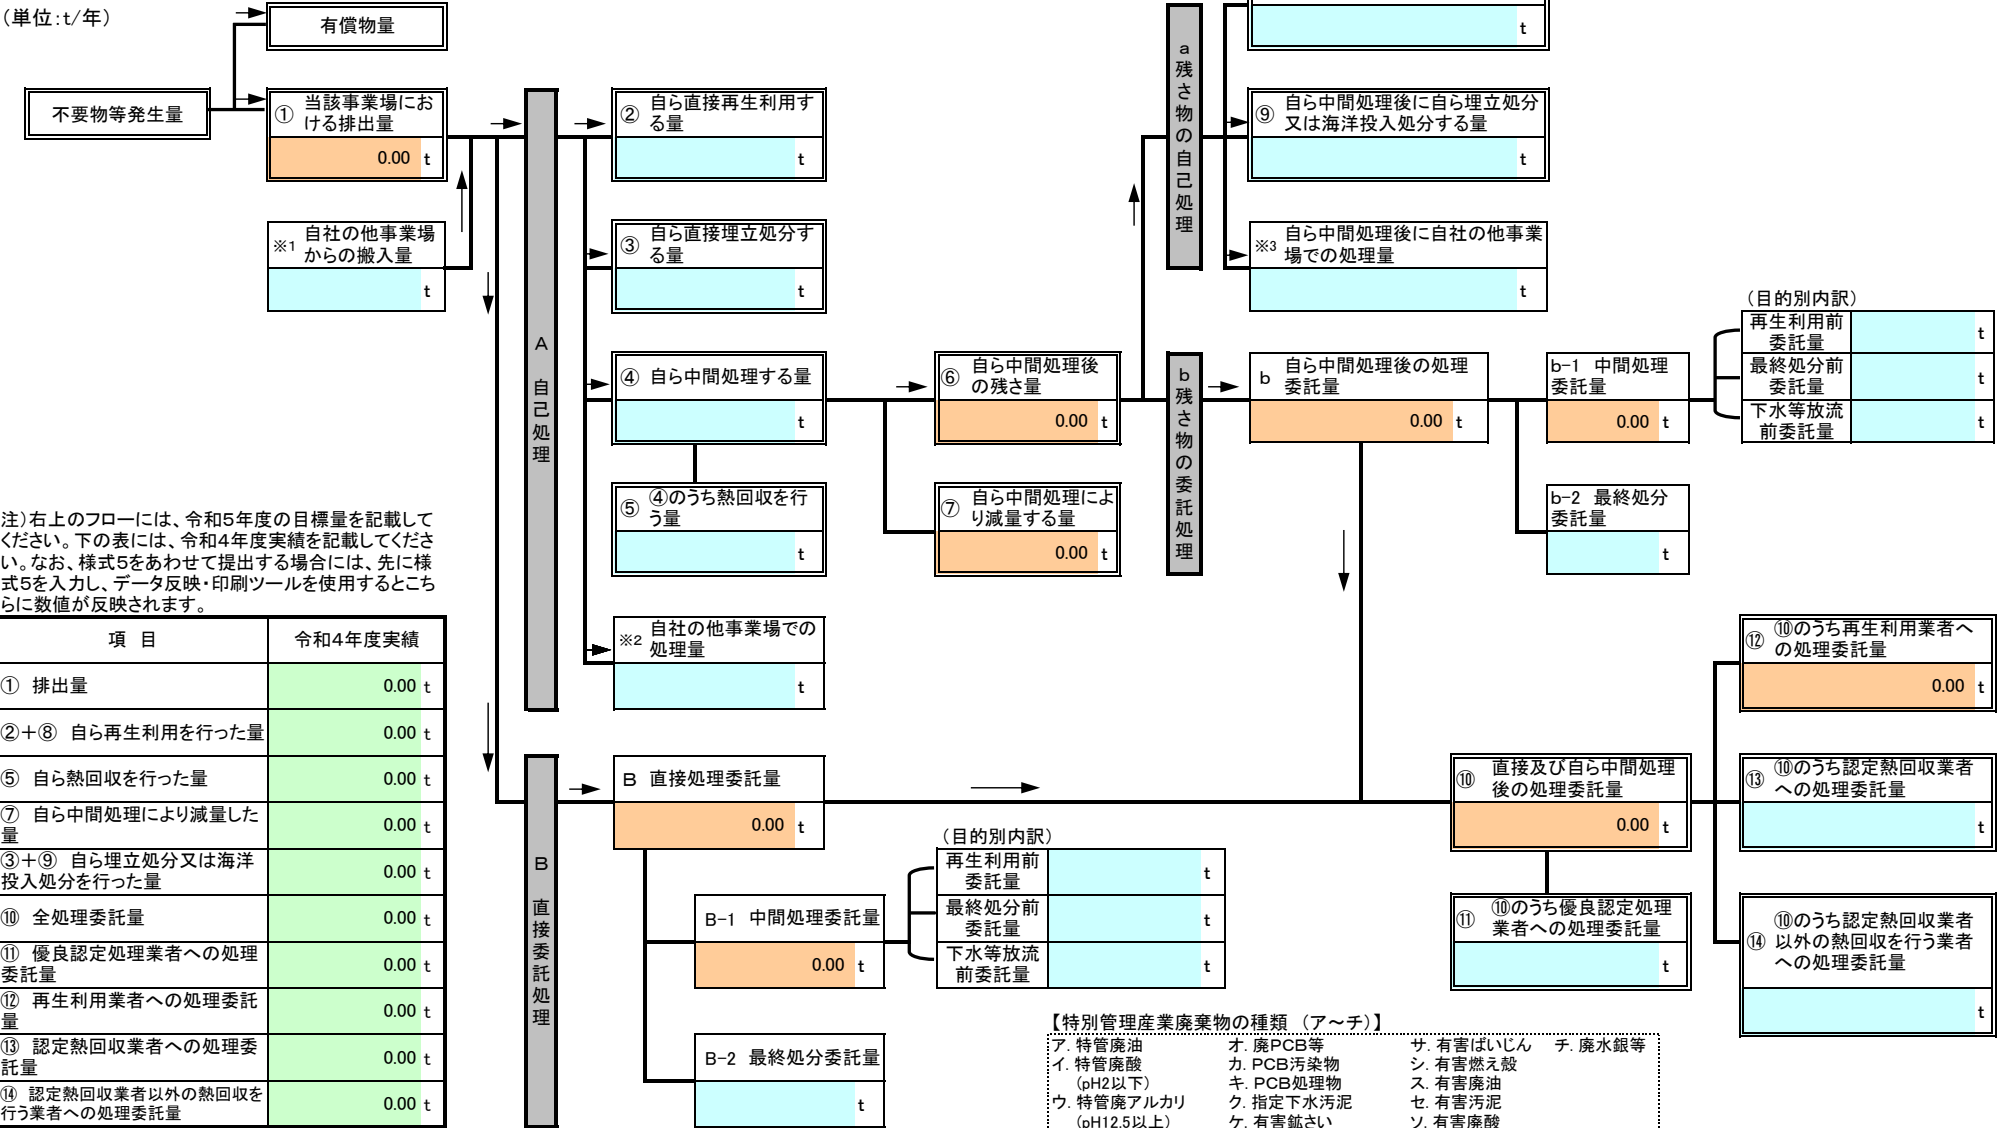 （単位：t/年）
有償物量
不要物等発生量
① 当該事業場にお
ける排出量
0.00 t
※1 自社の他事業場
からの搬入量
t
A 自己処理
② 自ら直接再生利用す
る量
t
③ 自ら直接埋立処分す
る量
t
④ 自ら中間処理する量
t
⑤ ④のうち熱回収を行
う量
t
※2 自社の他事業場での
処理量
t
⑥ 自ら中間処理後
の残さ量
0.00 t
⑦ 自ら中間処理によ
り減量する量
0.00 t
a 残さ物の自己処理
t
⑨ 自ら中間処理後に自ら埋立処分
又は海洋投入処分する量
t
※3 自ら中間処理後に自社の他事業
場での処理量
t
b 残さ物の委託処理
b 自ら中間処理後の処理
委託量
0.00 t
b-1 中間処理
委託量
0.00 t
（目的別内訳）
再生利用前
委託量
t
最終処分前
委託量
t
下水等放流
前委託量
t
b-2 最終処分
委託量
t
注）右上のフローには、令和5年度の目標量を記載して
ください。下の表には、令和4年度実績を記載してくださ
い。なお、様式5をあわせて提出する場合には、先に様
式5を入力し、データ反映・印刷ツールを使用するとこち
らに数値が反映されます。
項 目 令和4年度実績
① 排出量 0.00 t
②＋⑧ 自ら再生利用を行った量 0.00 t
⑤ 自ら熱回収を行った量 0.00 t
⑦ 自ら中間処理により減量した
量 0.00 t
③＋⑨ 自ら埋立処分又は海洋
投入処分を行った量 0.00 t
⑩ 全処理委託量 0.00 t
⑪ 優良認定処理業者への処理
委託量 0.00 t
⑫ 再生利用業者への処理委託
量 0.00 t
⑬ 認定熱回収業者への処理委
託量 0.00 t
⑭ 認定熱回収業者以外の熱回収を
行う業者への処理委託量 0.00 t
B 直接委託処理
B 直接処理委託量
0.00 t
B-1 中間処理委託量
0.00 t
（目的別内訳）
再生利用前
委託量
t
最終処分前
委託量
t
下水等放流
前委託量
t
B-2 最終処分委託量
t
⑩ 直接及び自ら中間処理
後の処理委託量
0.00 t
⑪ ⑩のうち優良認定処理
業者への処理委託量
t
⑫ ⑩のうち再生利用業者へ
の処理委託量
0.00 t
⑬ ⑩のうち認定熱回収業者
への処理委託量
t
⑭ ⑩のうち認定熱回収業者
以外の熱回収を行う業者
への処理委託量
t
【特別管理産業廃棄物の種類 （ア～チ）】
ア. 特管廃油 オ. 廃PCB等 サ. 有害ばいじん チ. 廃水銀等
イ. 特管廃酸 カ. PCB汚染物 シ. 有害燃え殻
（pH2以下） キ. PCB処理物 ス. 有害廃油
ウ. 特管廃アルカリ ク. 指定下水汚泥 セ. 有害汚泥
（pH12.5以上） ケ. 有害鉱さい ソ. 有害廃酸